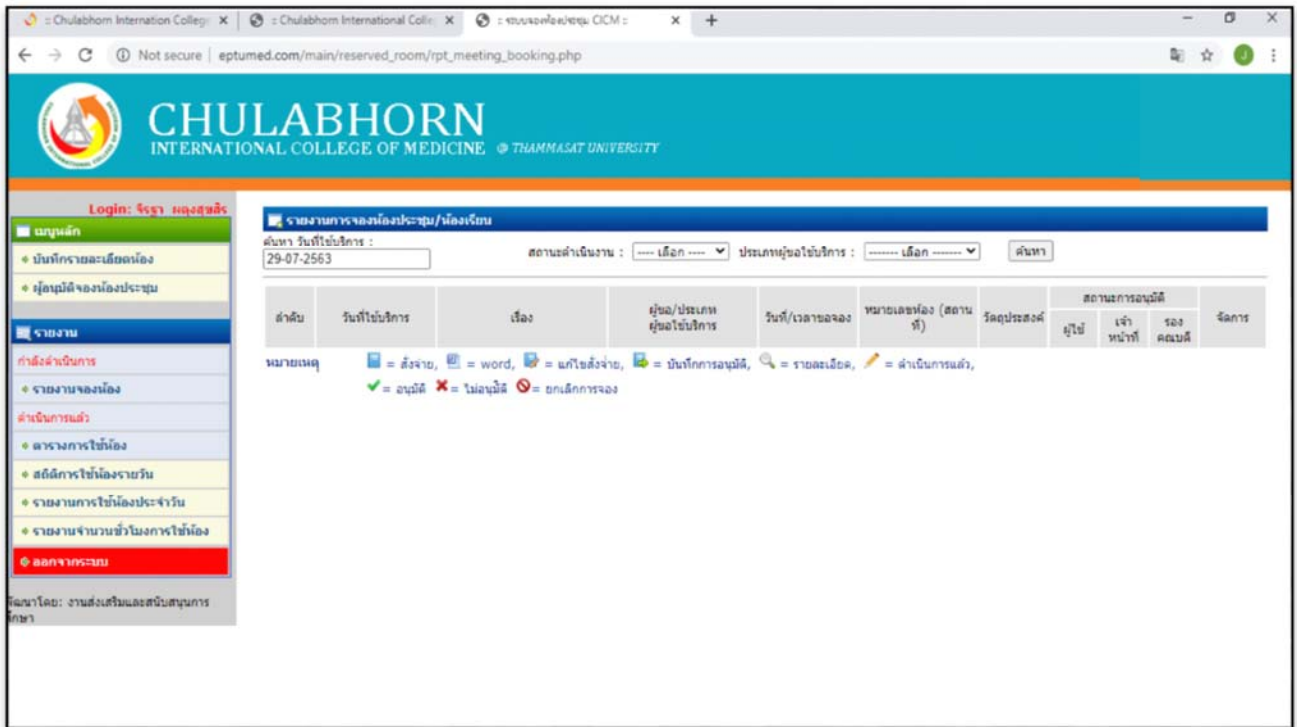 :: Chulabhorn Internation College
:: Chulabhorn International Colle
:: ระบบจองห้องประชุม CICM ::
Not secure | eptumed.com/main/reserved_room/rpt_meeting_booking.php
J
CHULABHORN
INTERNATIONAL COLLEGE OF MEDICINE @ THAMMASAT UNIVERSITY
Login: จิรฐา ผดุงสุขสิร
เมนูหลัก
บันทึกรายละเอียดห้อง
ผู้อนุมัติจองห้องประชุม
รายงาน
กำลังดำเนินการ
รายงานจองห้อง
ดำเนินการแล้ว
ตารางการใช้ห้อง
สถิติการใช้ห้องรายวัน
รายงานการใช้ห้องประจำวัน
รายงานจำนวนชั่วโมงการใช้ห้อง
ออกจากระบบ
พัฒนาโดย: งานส่งเสริมและสนับสนุนการ
ศึกษา
รายงานการจองห้องประชุม/ห้องเรียน
ค้นหา วันที่ใช้บริการ :
29-07-2563
สถานะดำเนินงาน : ---- เลือก ---- ประเภทผู้ขอใช้บริการ : ------- เลือก ------- ค้นหา
ลำดับ
วันที่ใช้บริการ
เรื่อง
ผู้ขอ/ประเภท
ผู้ขอใช้บริการ
วันที่/เวลาขอจอง
หมายเลขห้อง (สถาน
ที่)
วัตถุประสงค์
สถานะการอนุมัติ
ผู้ใช้
เจ้า
หน้าที่
รอง
คณบดี
จัดการ
หมายเหตุ = สั่งจ่าย, = word, = แก้ไขสั่งจ่าย, = บันทึกการอนุมัติ, = รายละเอียด, = ดำเนินการแล้ว,
= อนุมัติ = ไม่อนุมัติ = ยกเลิกการจอง